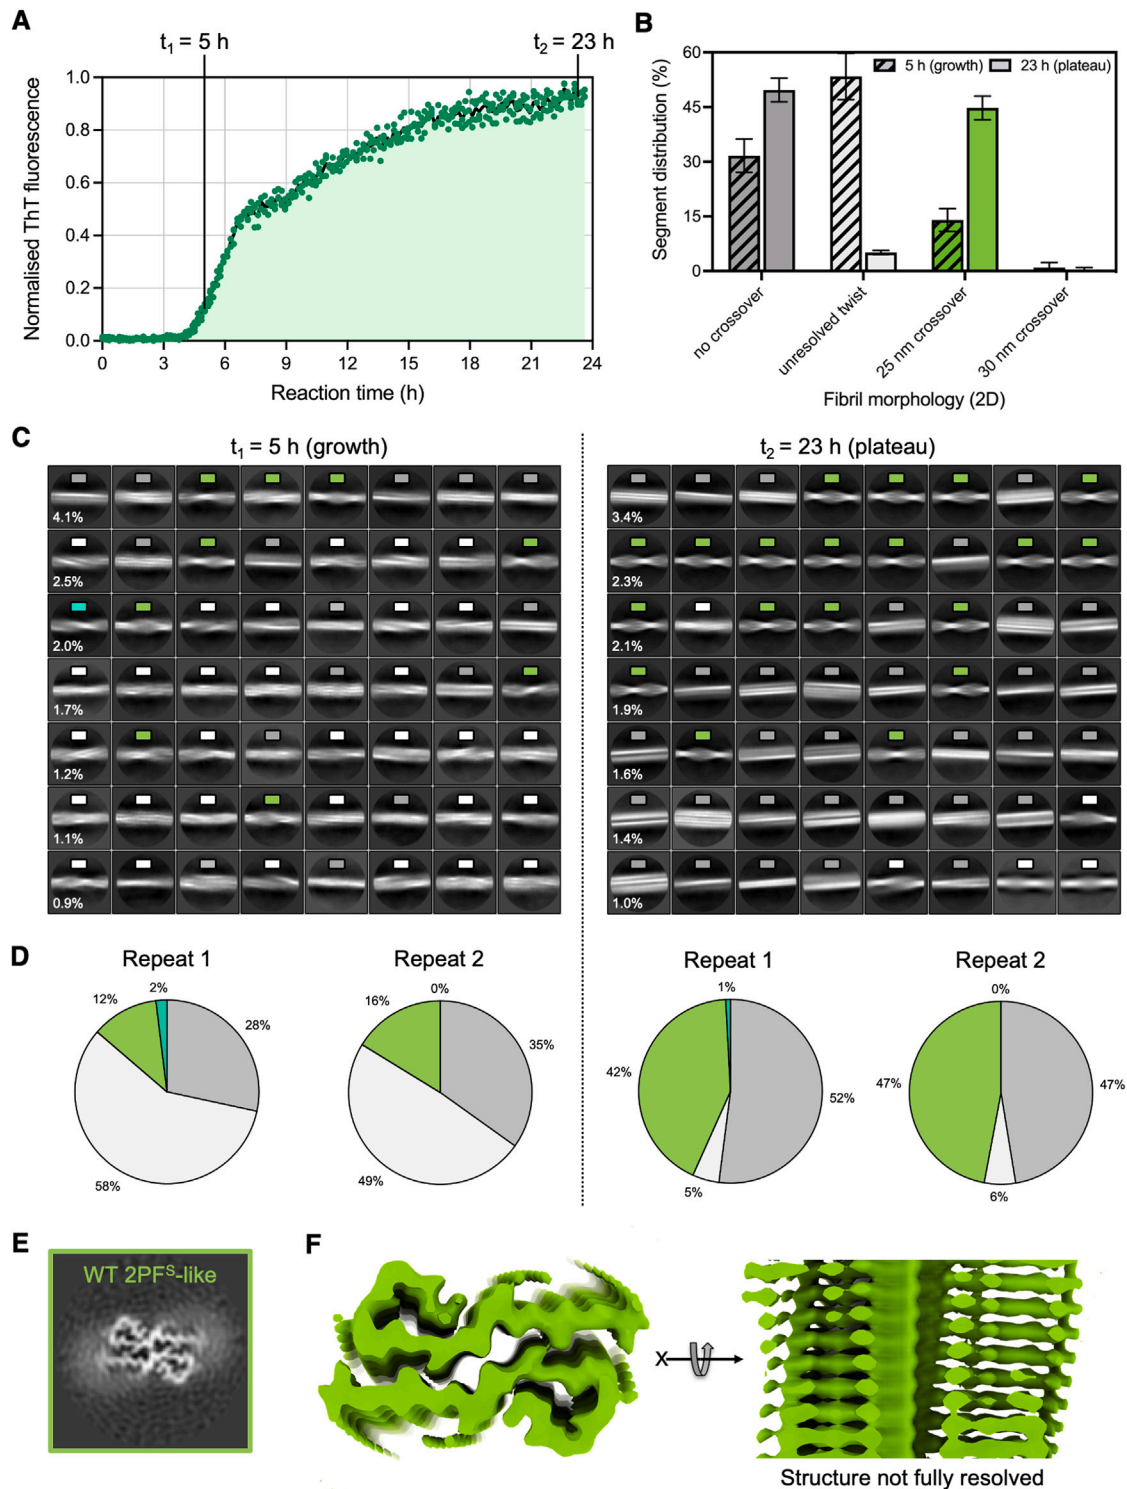 A
t1 = 5 h
t2 = 23 h
Normalised ThT fluorescence
1.0
0.8
0.6
0.4
0.2
0.0
0 3 6 9 12 15 18 21 24
Reaction time (h)
B
5 h (growth) 23 h (plateau)
Segment distribution (%)
60
45
30
15
0
no crossover
unresolved twist
25 nm crossover
30 nm crossover
Fibril morphology (2D)
C
t1 = 5 h (growth)
4.1%
2.5%
2.0%
1.7%
1.2%
1.1%
0.9%
t2 = 23 h (plateau)
3.4%
2.3%
2.1%
1.9%
1.6%
1.4%
1.0%
D
Repeat 1
2%
12%
28%
58%
Repeat 2
0%
16%
35%
49%
Repeat 1
1%
42%
52%
5%
Repeat 2
0%
47%
47%
6%
E
WT 2PFS-like
F
X
Structure not fully resolved